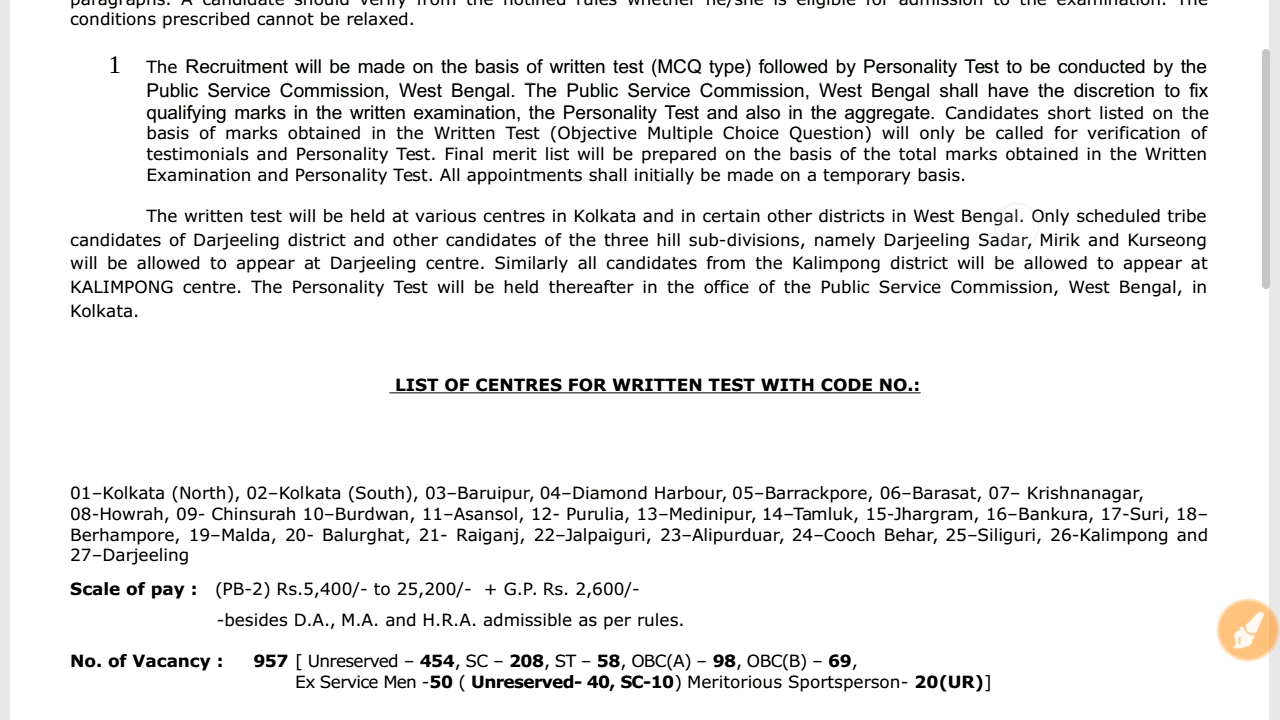 paragraphs. A candidate should verify from the notified rules whether he/she is eligible for admission to the examination. The
conditions prescribed cannot be relaxed.
1 The Recruitment will be made on the basis of written test (MCQ type) followed by Personality Test to be conducted by the
Public Service Commission, West Bengal. The Public Service Commission, West Bengal shall have the discretion to fix
qualifying marks in the written examination, the Personality Test and also in the aggregate. Candidates short listed on the
basis of marks obtained in the Written Test (Objective Multiple Choice Question) will only be called for verification of
testimonials and Personality Test. Final merit list will be prepared on the basis of the total marks obtained in the Written
Examination and Personality Test. All appointments shall initially be made on a temporary basis.
The written test will be held at various centres in Kolkata and in certain other districts in West Bengal. Only scheduled tribe
candidates of Darjeeling district and other candidates of the three hill sub-divisions, namely Darjeeling Sadar, Mirik and Kurseong
will be allowed to appear at Darjeeling centre. Similarly all candidates from the Kalimpong district will be allowed to appear at
KALIMPONG centre. The Personality Test will be held thereafter in the office of the Public Service Commission, West Bengal, in
Kolkata.
LIST OF CENTRES FOR WRITTEN TEST WITH CODE NO.:
01–Kolkata (North), 02–Kolkata (South), 03–Baruipur, 04–Diamond Harbour, 05–Barrackpore, 06–Barasat, 07– Krishnanagar,
08-Howrah, 09- Chinsurah 10–Burdwan, 11–Asansol, 12- Purulia, 13–Medinipur, 14–Tamluk, 15-Jhargram, 16–Bankura, 17-Suri, 18–
Berhampore, 19–Malda, 20- Balurghat, 21- Raiganj, 22–Jalpaiguri, 23–Alipurduar, 24–Cooch Behar, 25–Siliguri, 26-Kalimpong and
27–Darjeeling
Scale of pay : (PB-2) Rs.5,400/- to 25,200/- + G.P. Rs. 2,600/-
-besides D.A., M.A. and H.R.A. admissible as per rules.
No. of Vacancy : 957 [ Unreserved – 454, SC – 208, ST – 58, OBC(A) – 98, OBC(B) – 69,
Ex Service Men -50 ( Unreserved- 40, SC-10) Meritorious Sportsperson- 20(UR)]